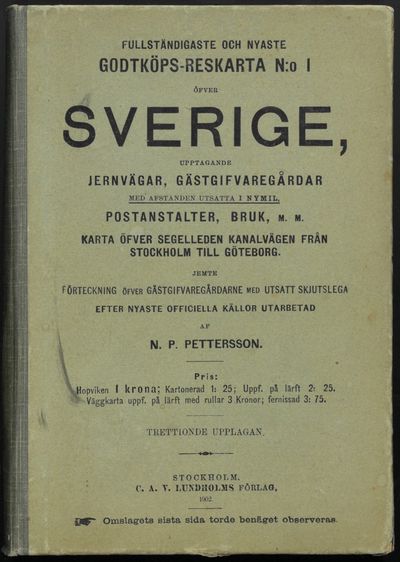 FULLSTÄNDIGASTE OCH NYASTE
GODTKÖPS-RESKARTA N:o I
ÖFVER
SVERIGE,
UPPTAGANDE
JERNVÄGAR, GÄSTGIFVAREGÅRDAR
MED AFSTÅNDEN UTSATTA I NYMIL,
POSTANSTALTER, BRUK, M. M.
KARTA ÖFVER SEGELLEDEN KANALVÄGEN FRÅN
STOCKHOLM TILL GÖTEBORG.
JEMTE
FÖRTECKNING ÖFVER GÄSTGIFVAREGÅRDARNE MED UTSATT SKJUTSLEGA
EFTER NYASTE OFFICIELLA KÄLLOR UTARBETAD
AF
N. P. PETTERSSON.
Pris:
Hopviken 1 krona; Kartonerad 1: 25; Uppf. på lärft 2: 25.
Väggkarta uppf. på lärft med rullar 3 Kronor; fernissad 3: 75.
TRETTIONDE UPPLAGAN.
STOCKHOLM,
C. A. V. LUNDHOLMS FÖRLAG,
1902.
☛ Omslagets sista sida torde benäget observeras.